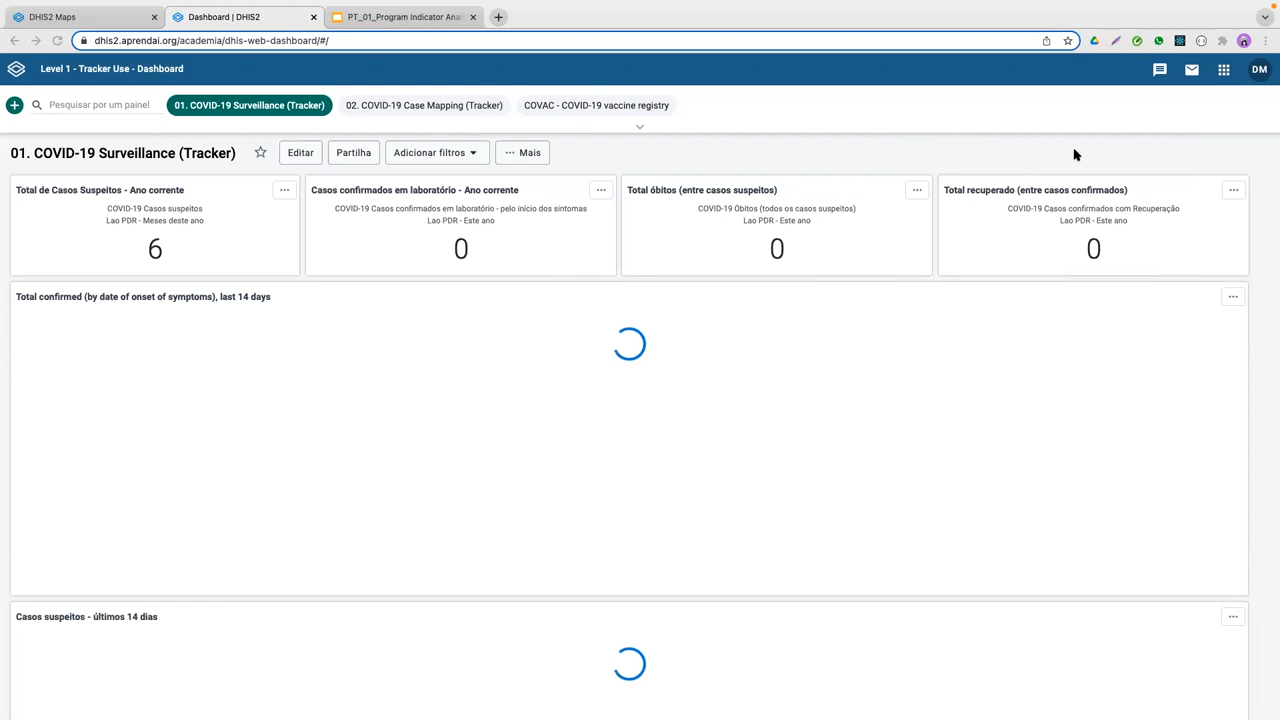 DHIS2 Maps
Dashboard | DHIS2
PT_01_Program Indicator Anal
dhis2.aprendai.org/academia/dhis-web-dashboard/#/
Level 1 - Tracker Use - Dashboard
DM
Pesquisar por um painel
01. COVID-19 Surveillance (Tracker)
02. COVID-19 Case Mapping (Tracker)
COVAC - COVID-19 vaccine registry
01. COVID-19 Surveillance (Tracker)
Editar
Partilha
Adicionar filtros
Mais
Total de Casos Suspeitos - Ano corrente
COVID-19 Casos suspeitos
Lao PDR - Meses deste ano
6
Casos confirmados em laboratório - Ano corrente
COVID-19 Casos confirmados em laboratório - pelo início dos sintomas
Lao PDR - Este ano
0
Total óbitos (entre casos suspeitos)
COVID-19 Óbitos (todos os casos suspeitos)
Lao PDR - Este ano
0
Total recuperado (entre casos confirmados)
COVID-19 Casos confirmados com Recuperação
Lao PDR - Este ano
0
Total confirmed (by date of onset of symptoms), last 14 days
Casos suspeitos - últimos 14 dias